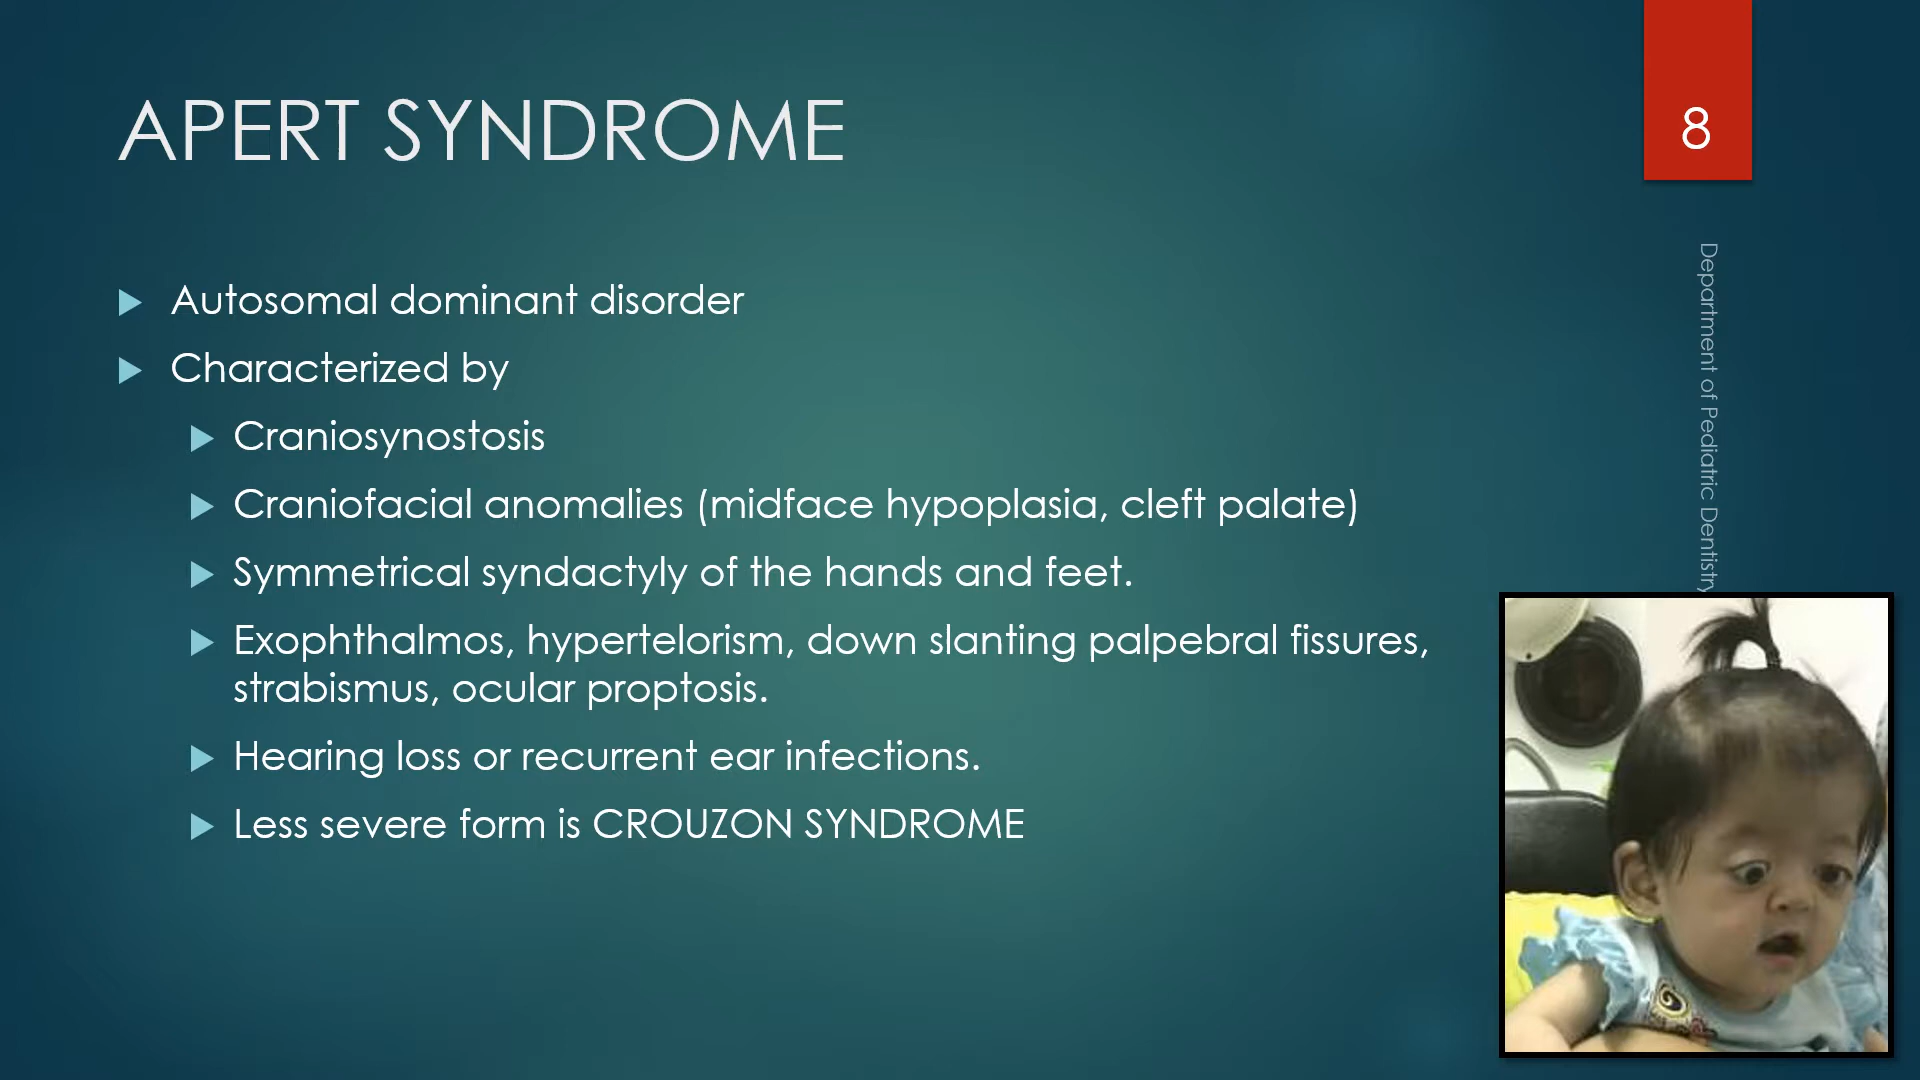 APERT SYNDROME
8
Autosomal dominant disorder
Characterized by
Craniosynostosis
Craniofacial anomalies (midface hypoplasia, cleft palate)
Symmetrical syndactyly of the hands and feet.
Exophthalmos, hypertelorism, down slanting palpebral fissures,
strabismus, ocular proptosis.
Hearing loss or recurrent ear infections.
Less severe form is CROUZON SYNDROME
Department of Pediatric Dentistry